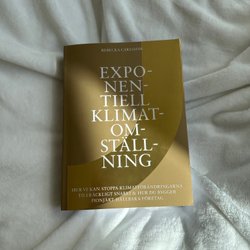 REBECKA CARLSSON
EXPO-
NEN-
TIELL
KLIMAT-
OM-
STÄLL-
NING
HUR VI KAN STOPPA KLIMATFÖRÄNDRINGARNA
TILLRÄCKLIGT SNABBT & HUR DU BYGGER
EXTREMT HÅLLBARA FÖRETAG